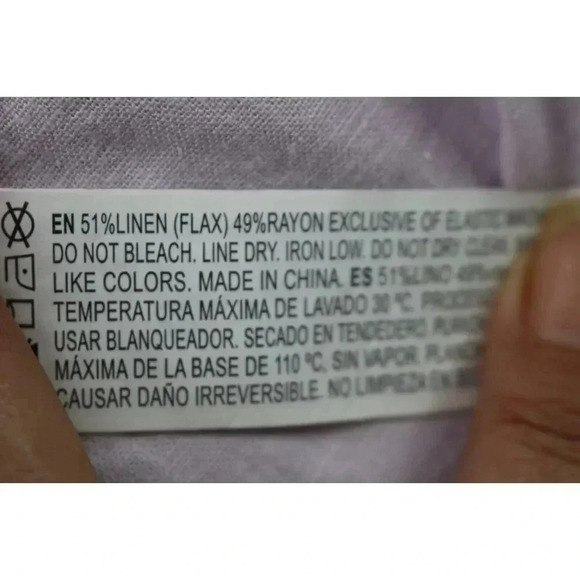 EN 51%LINEN (FLAX) 49%RAYON EXCLUSIVE OF ELASTIC
DO NOT BLEACH. LINE DRY. IRON LOW. DO NOT DRY CLEAN.
LIKE COLORS. MADE IN CHINA. ES 51%LINO
TEMPERATURA MÁXIMA DE LAVADO 30 ºC.
USAR BLANQUEADOR. SECADO EN TENDEDERO.
MÁXIMA DE LA BASE DE 110 ºC, SIN VAPOR.
CAUSAR DAÑO IRREVERSIBLE. NO LIMPIEZA EN